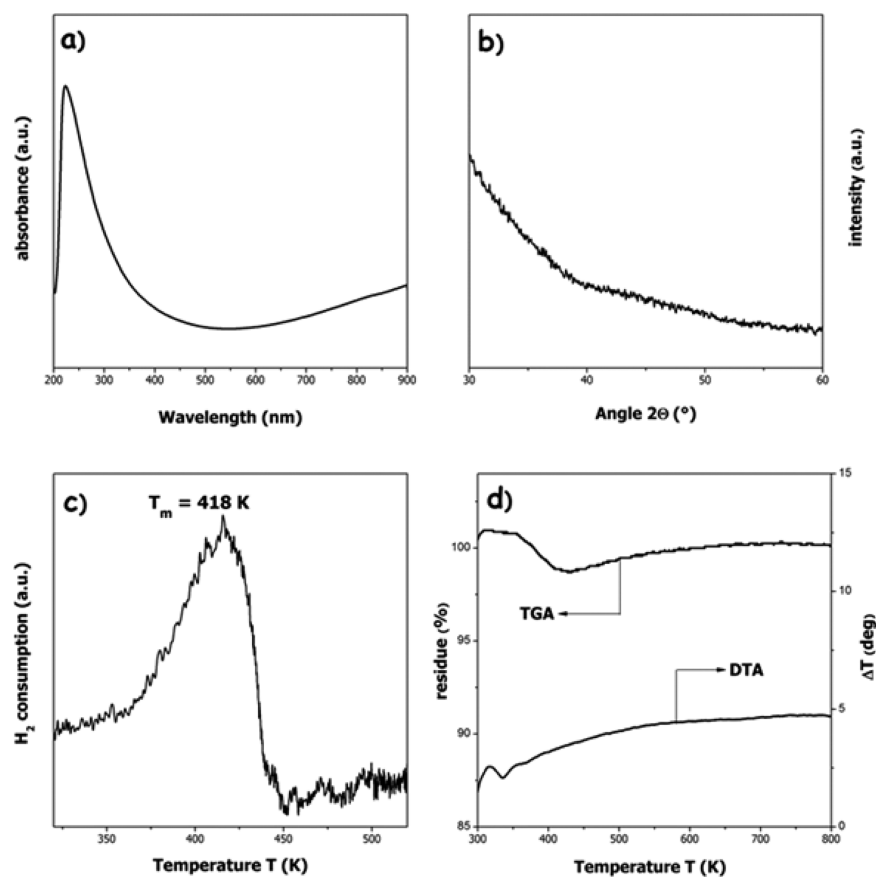 a)
absorbance (a.u.)
200 300 400 500 600 700 800 900
Wavelength (nm)
b)
intensity (a.u.)
30 40 50 60
Angle 2Θ (°)
c)
T_m = 418 K
H_2 consumption (a.u.)
350 400 450 500
Temperature T (K)
d)
residue (%)
100
95
90
85
TGA
DTA
15
10
5
0
ΔT (deg)
300 400 500 600 700 800
Temperature T (K)